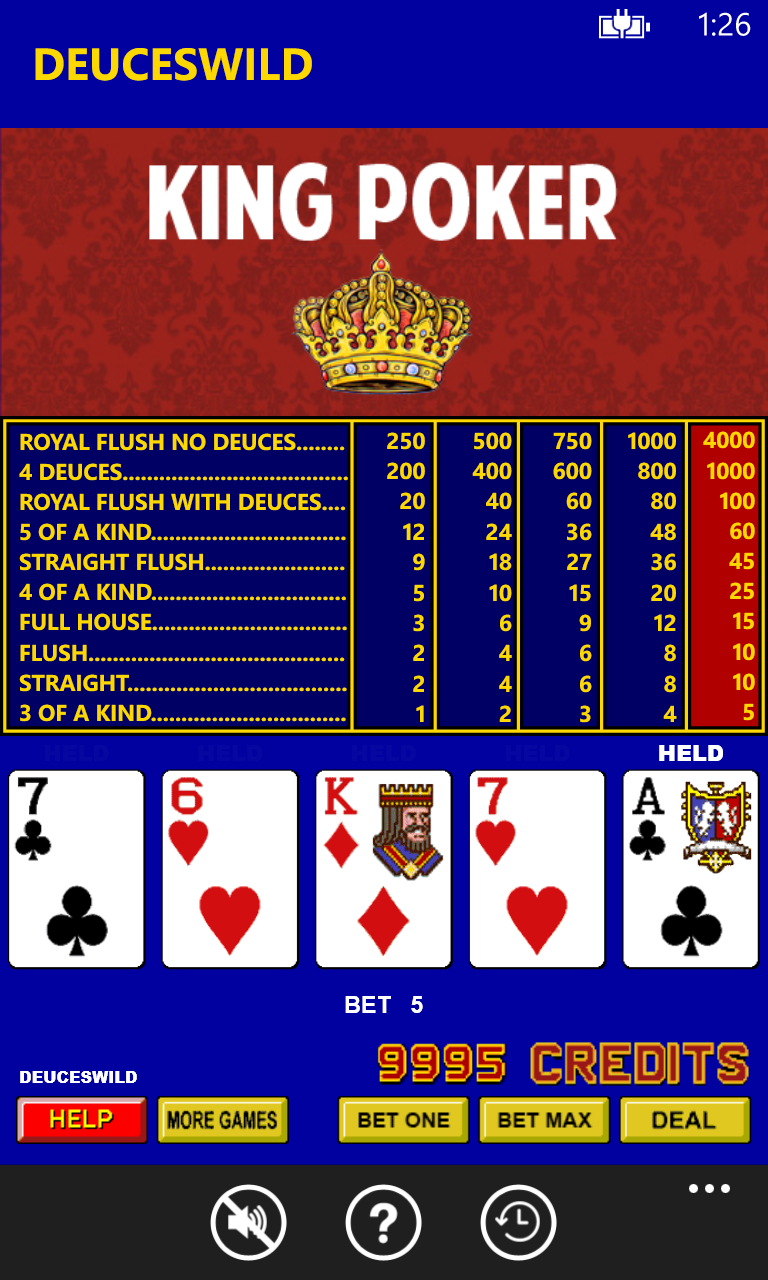 1:26
DEUCESWILD
KING POKER
ROYAL FLUSH NO DEUCES........ 250 500 750 1000 4000
4 DEUCES..................................... 200 400 600 800 1000
ROYAL FLUSH WITH DEUCES.... 20 40 60 80 100
5 OF A KIND................................ 12 24 36 48 60
STRAIGHT FLUSH....................... 9 18 27 36 45
4 OF A KIND................................ 5 10 15 20 25
FULL HOUSE................................ 3 6 9 12 15
FLUSH.......................................... 2 4 6 8 10
STRAIGHT.................................... 2 4 6 8 10
3 OF A KIND................................ 1 2 3 4 5
HELD HELD HELD HELD HELD
7 6 K 7 A
BET 5
9995 CREDITS
DEUCESWILD
HELP MORE GAMES BET ONE BET MAX DEAL
?